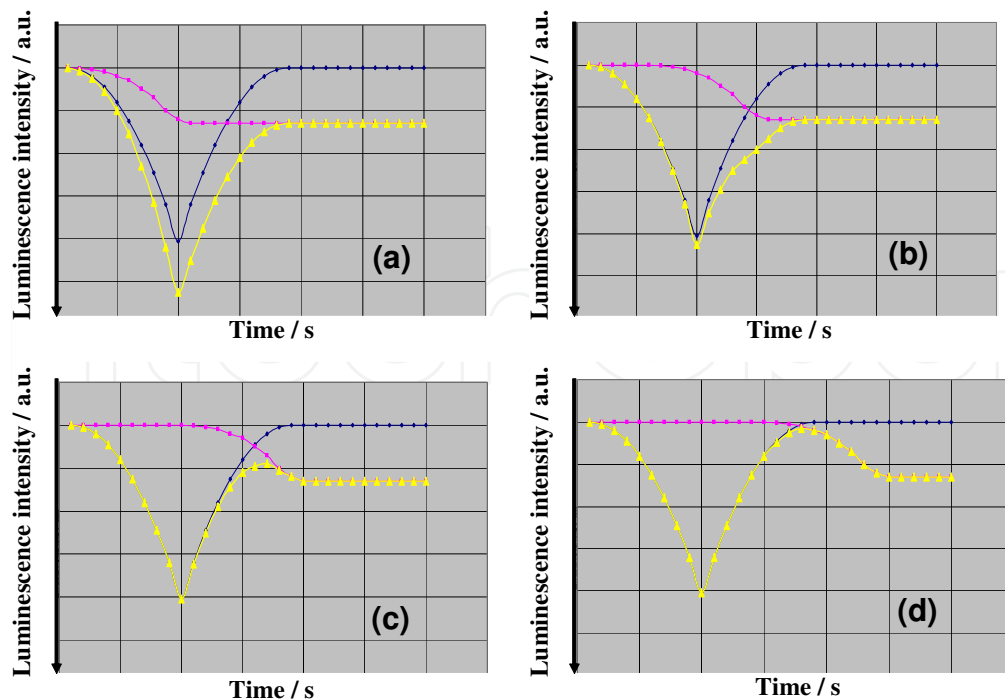 Luminescence intensity / a.u.
(a)
Time / s
Luminescence intensity / a.u.
(b)
Time / s
Luminescence intensity / a.u.
(c)
Time / s
Luminescence intensity / a.u.
(d)
Time / s